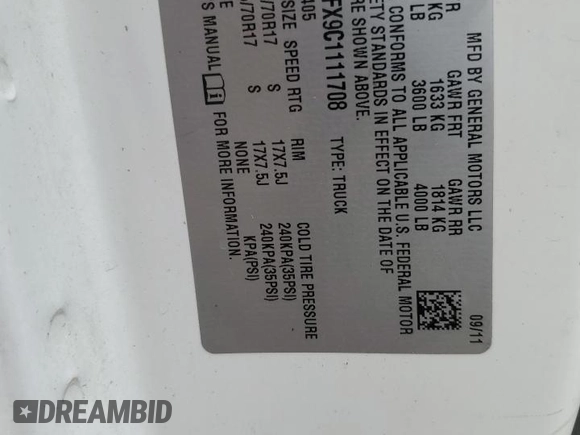 MFD BY GENERAL MOTORS LLC
09/11
GAWR FRT GAWR RR
1633 KG 1814 KG
3600 LB 4000 LB
CONFORMS TO ALL APPLICABLE U.S. FEDERAL MOTOR
ETY STANDARDS IN EFFECT ON THE DATE OF
RE SHOWN ABOVE.
FX9C1111708 TYPE: TRUCK
405
SIZE SPEED RTG RIM COLD TIRE PRESSURE
/70R17 S 17X7.5J 240KPA(35PSI)
/70R17 S 17X7.5J 240KPA(35PSI)
NONE KPA(PSI)
S MANUAL FOR MORE INFORMATION.
DREAMBID